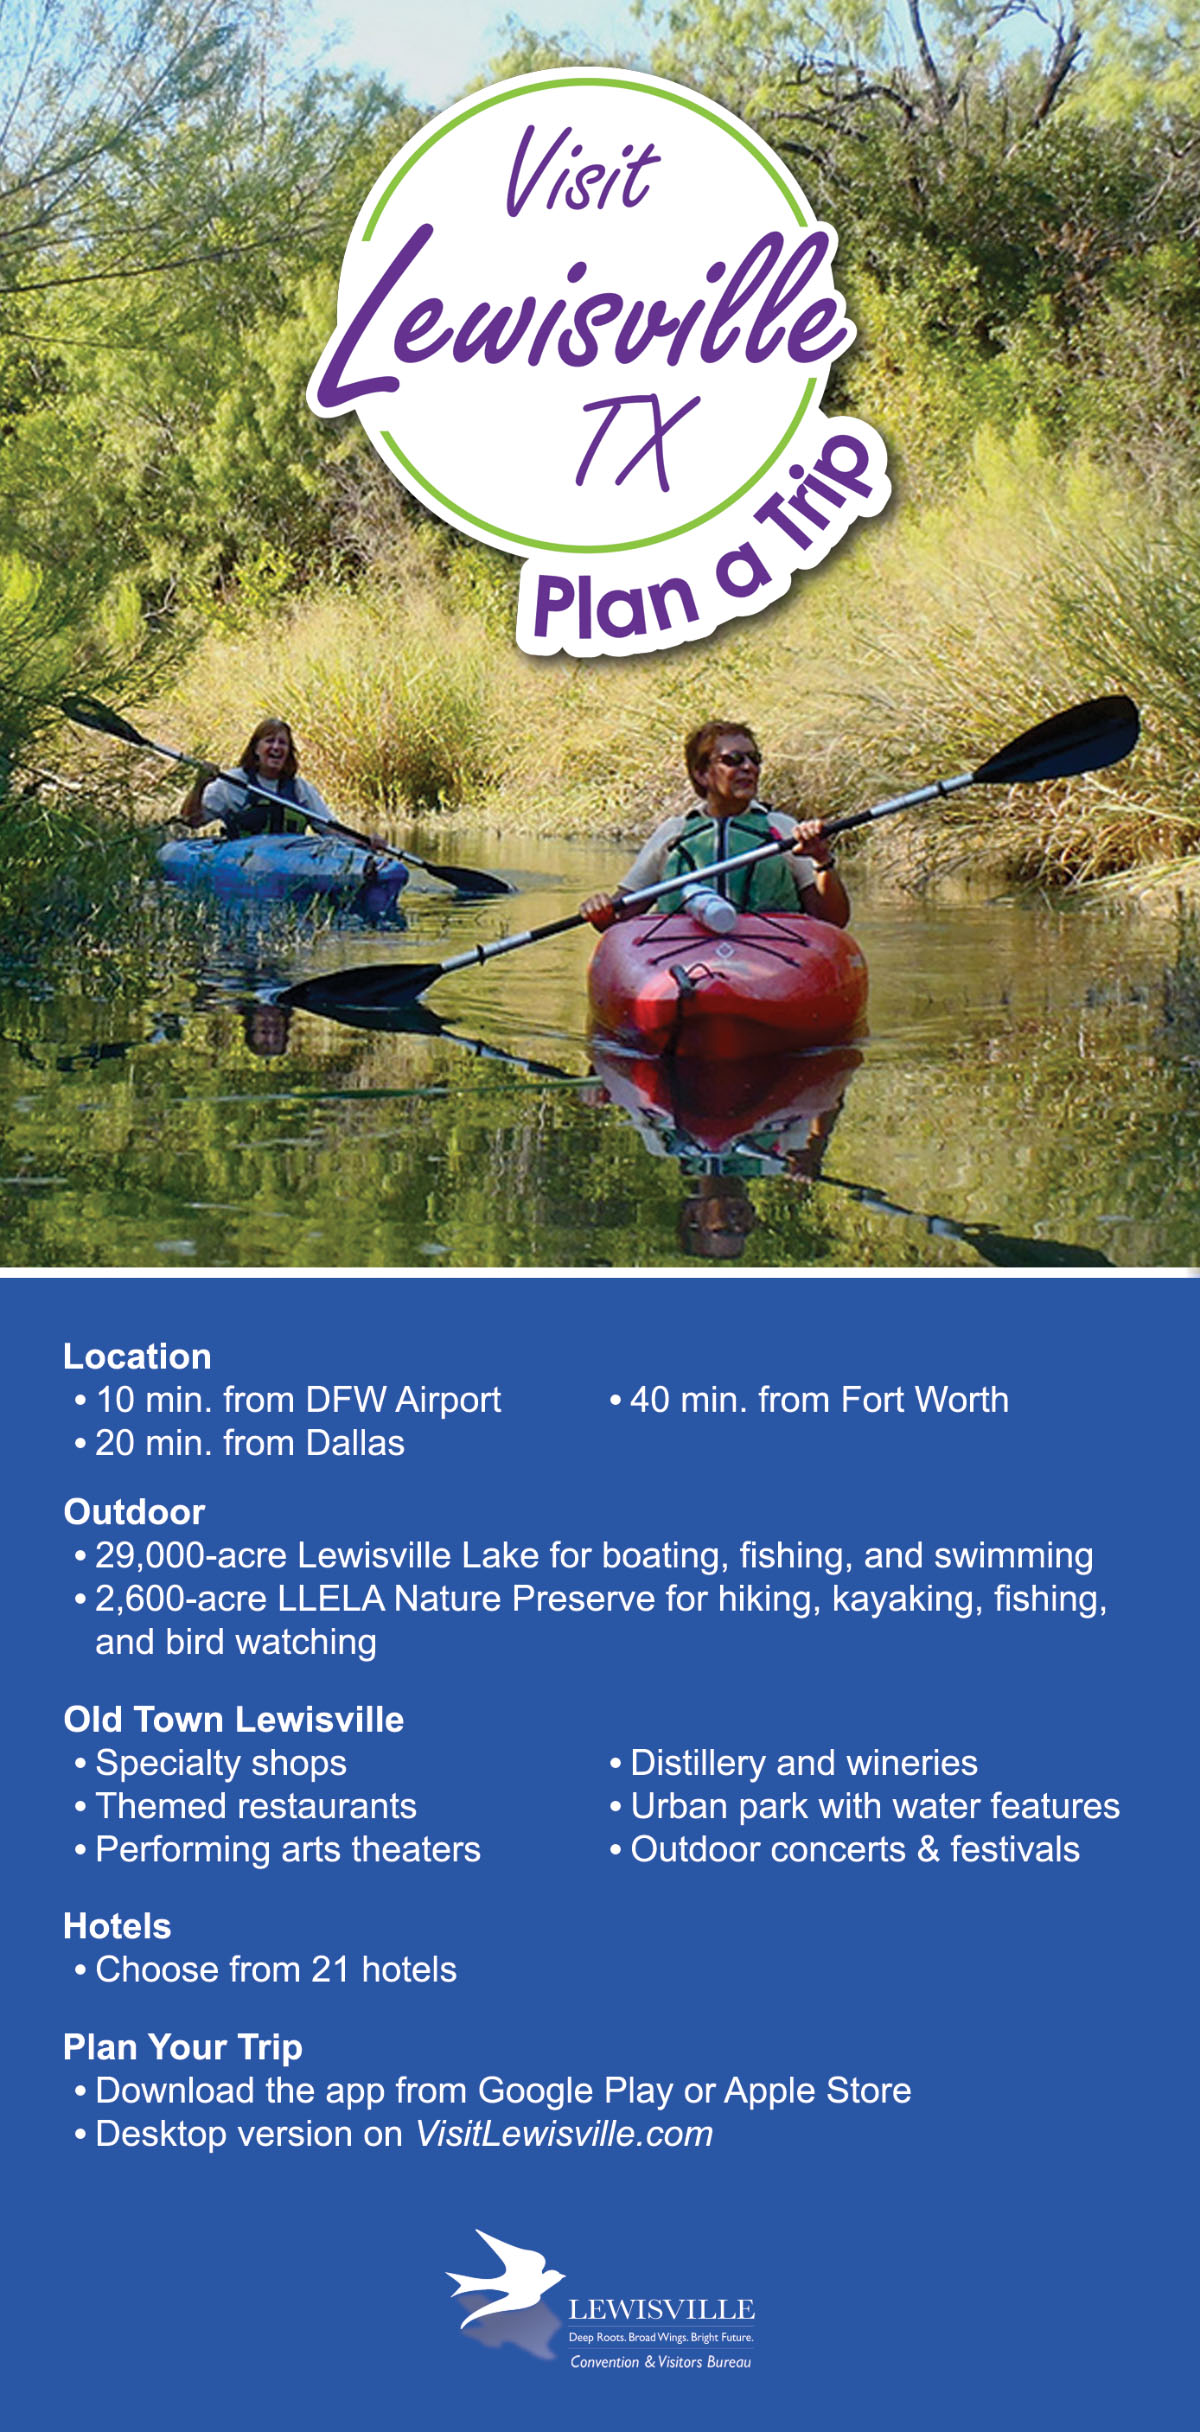 Visit
Lewisville
TX
Plan a Trip
Location
• 10 min. from DFW Airport
• 20 min. from Dallas
• 40 min. from Fort Worth
Outdoor
• 29,000-acre Lewisville Lake for boating, fishing, and swimming
• 2,600-acre LLELA Nature Preserve for hiking, kayaking, fishing,
and bird watching
Old Town Lewisville
• Specialty shops
• Themed restaurants
• Performing arts theaters
• Distillery and wineries
• Urban park with water features
• Outdoor concerts & festivals
Hotels
• Choose from 21 hotels
Plan Your Trip
• Download the app from Google Play or Apple Store
• Desktop version on VisitLewisville.com
LEWISVILLE
Deep Roots. Broad Wings. Bright Future.
Convention & Visitors Bureau